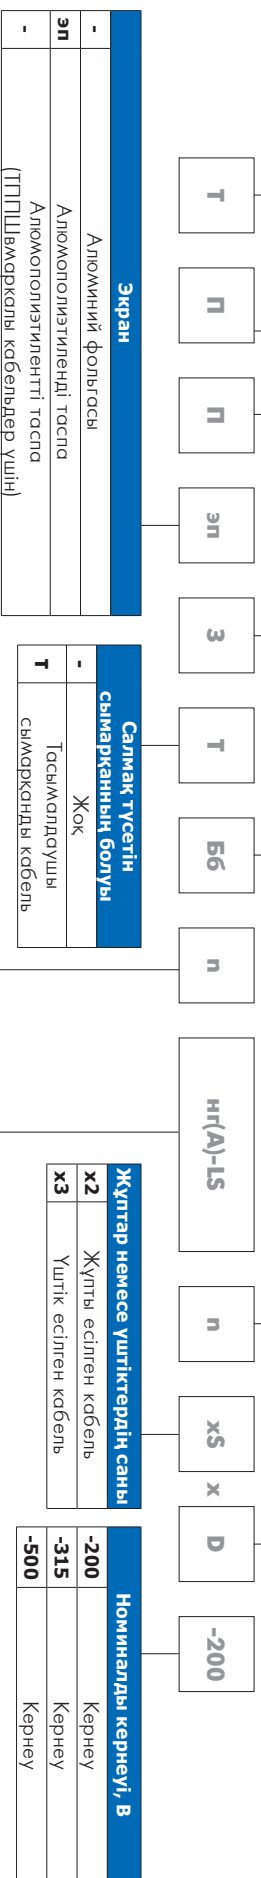 Т
П
П
эп
З
Т
Бб
п
нг(А)-LS
п
xS
x
D
-200
Экран
- Алюминий фольгасы
эп Алюмополиэтиленді таспа
- Алюмополиэтилентті таспа
(ТППШвмаркалы кабельдер үшін)
Салмақ түсетін
сымарқанның болуы
- Жоқ
т Тасымалдаушы
сымарқанды кабель
Жұптар немесе үштіктердің саны
x2 Жұпты есілген кабель
x3 Үштік есілген кабель
Номиналды кернеуі, В
-200 Кернеу
-315 Кернеу
-500 Кернеу